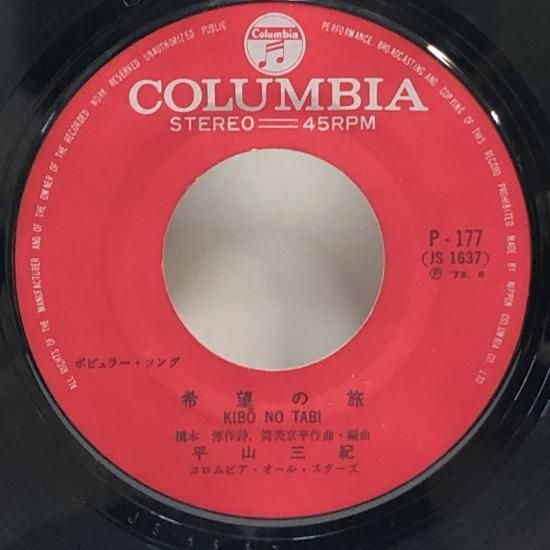 Columbia
COLUMBIA
STEREO 45RPM
ALL RIGHTS OF THE MANUFACTURER AND OF THE OWNER OF THE RECORDED WORK RESERVED UNAUTHORIZED PUBLIC PERFORMANCE, BROADCASTING AND COPYING OF THIS RECORD PROHIBITED MADE BY NIPPON COLUMBIA CO. LTD
P-177
(JS 1637)
ポピュラー・ソング
希望の旅
KIBŌ NO TABI
橋本 淳作詩、筒美京平作曲・編曲
平山三紀
コロムビア・オール・スターズ